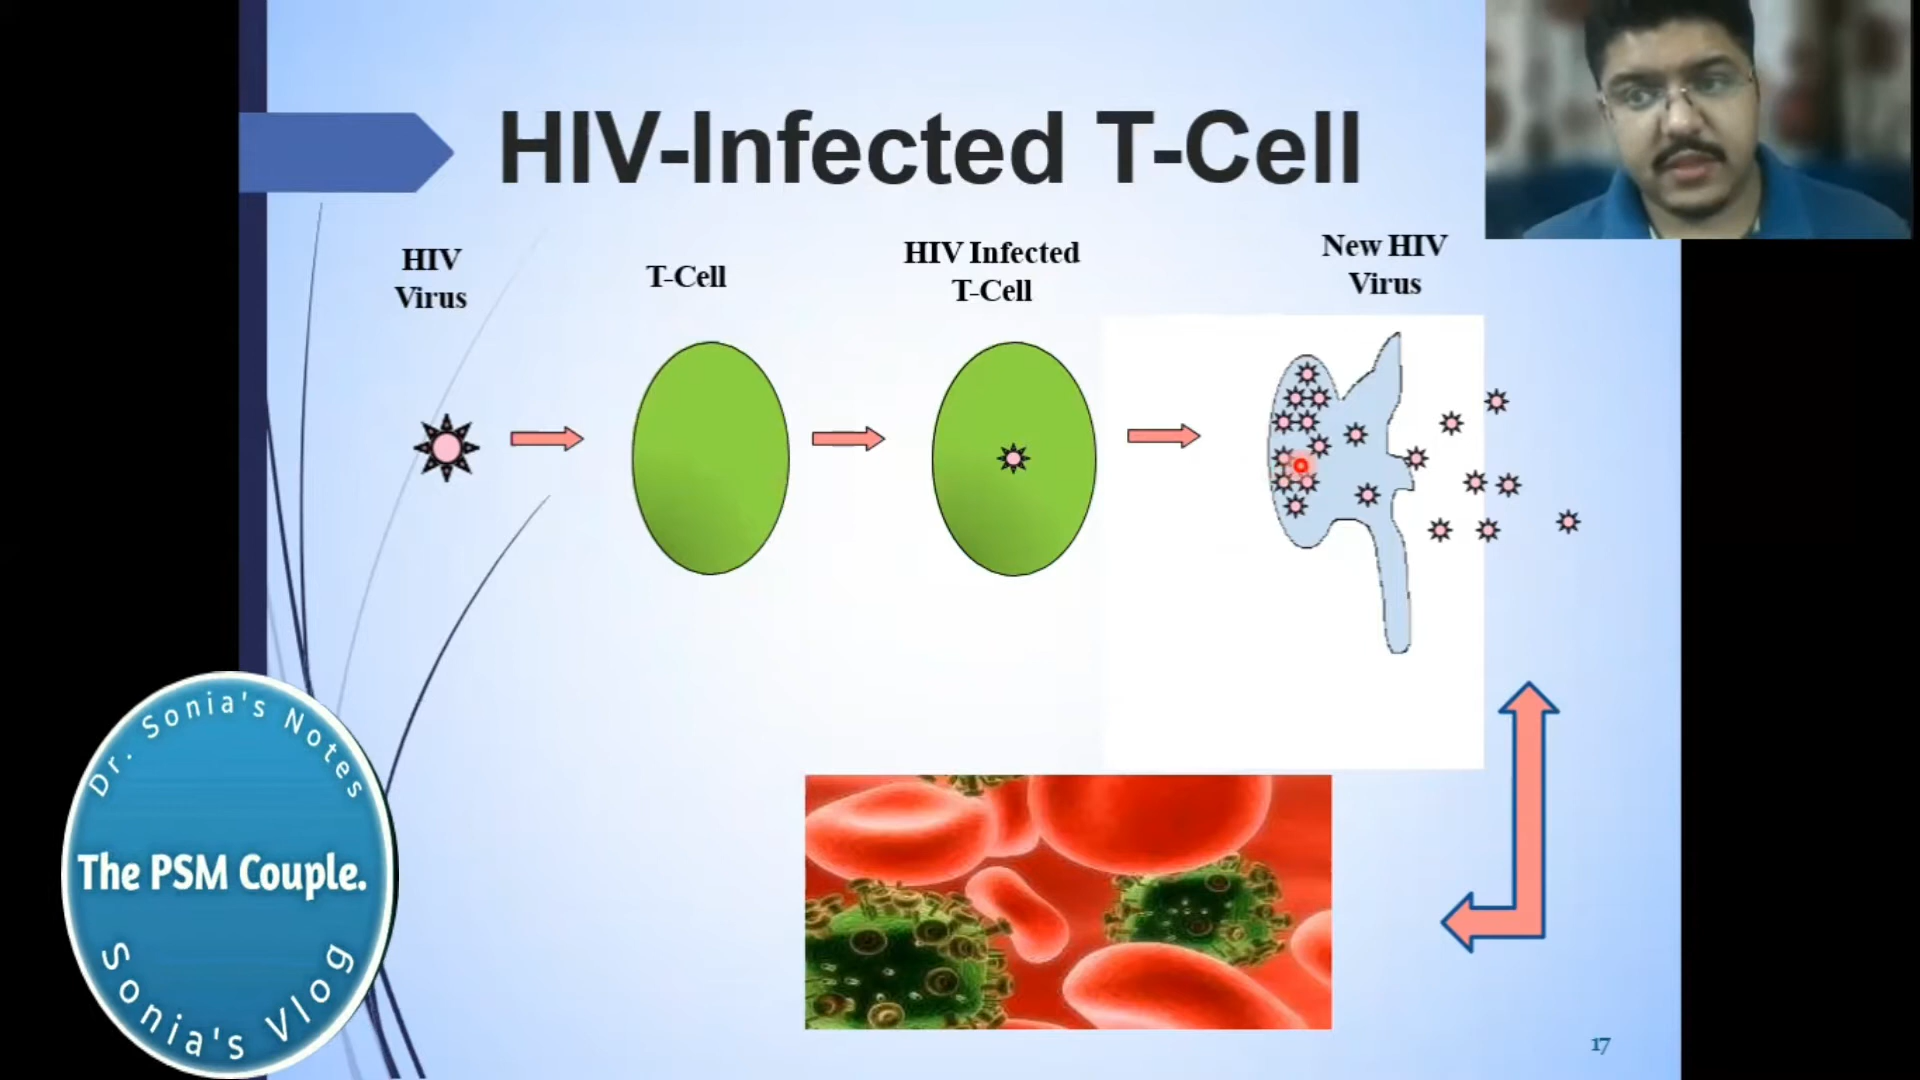 HIV-Infected T-Cell
HIV
Virus
T-Cell
HIV Infected
T-Cell
New HIV
Virus
Dr. Sonia's Notes
The PSM Couple.
Sonia's Vlog
17